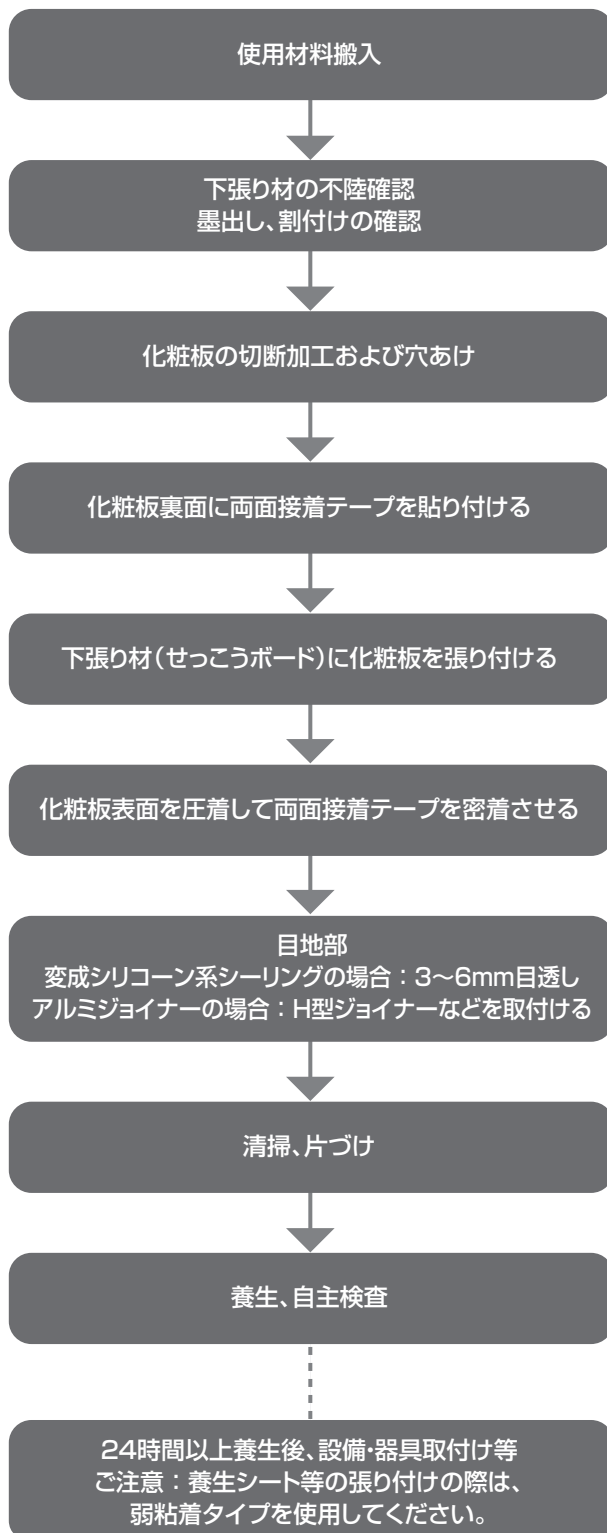 使用材料搬入
下張り材の不陸確認
墨出し、割付けの確認
化粧板の切断加工および穴あけ
化粧板裏面に両面接着テープを貼り付ける
下張り材（せっこうボード）に化粧板を張り付ける
化粧板表面を圧着して両面接着テープを密着させる
目地部
変成シリコーン系シーリングの場合：3〜6mm目透し
アルミジョイナーの場合：H型ジョイナーなどを取付ける
清掃、片づけ
養生、自主検査
24時間以上養生後、設備・器具取付け等
ご注意：養生シート等の張り付けの際は、
弱粘着タイプを使用してください。